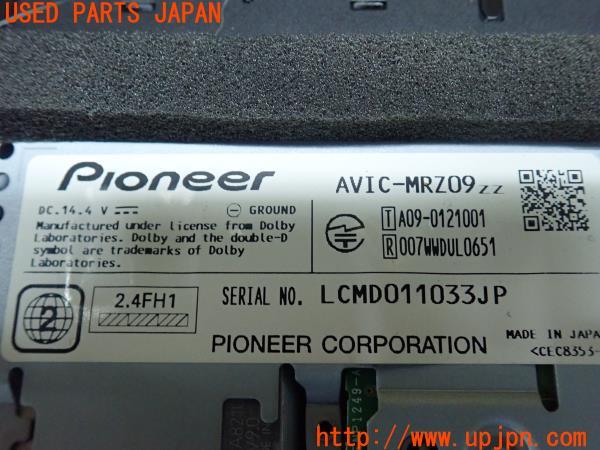 USED PARTS JAPAN
Pioneer
AVIC-MRZ09zz
DC.14.4 V
GROUND
Manufactured under license from Dolby
Laboratories. Dolby and the double-D
symbol are trademarks of Dolby
Laboratories.
T A09-0121001
R 007WWDUL0651
2
2.4FH1
SERIAL NO. LCMD011033JP
PIONEER CORPORATION
MADE IN JAPA
<CEC8353-
http://www.upjpn.com